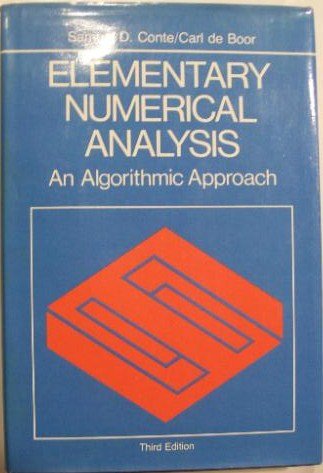 D. Conte/Carl de Boor
ELEMENTARY
NUMERICAL
ANALYSIS
An Algorithmic Approach
Third Edition